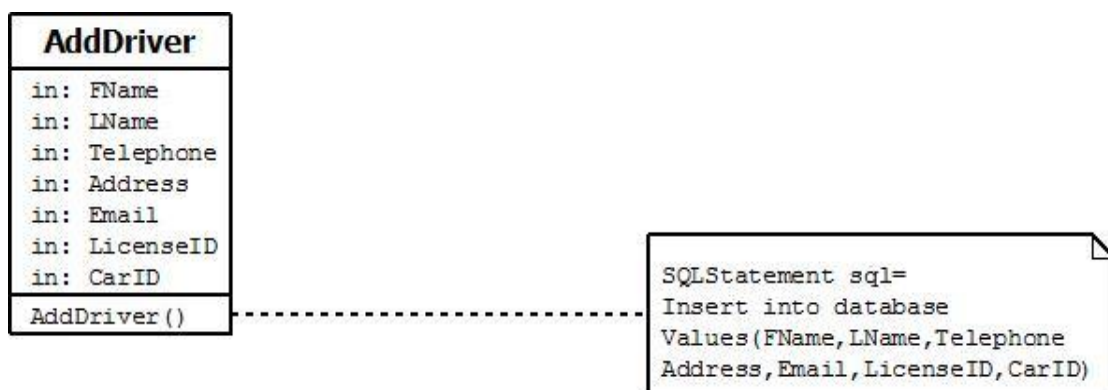 AddDriver
in: FName
in: LName
in: Telephone
in: Address
in: Email
in: LicenseID
in: CarID
AddDriver()
SQLStatement sql=
Insert into database
Values(FName,LName,Telephone
Address,Email,LicenseID,CarID)